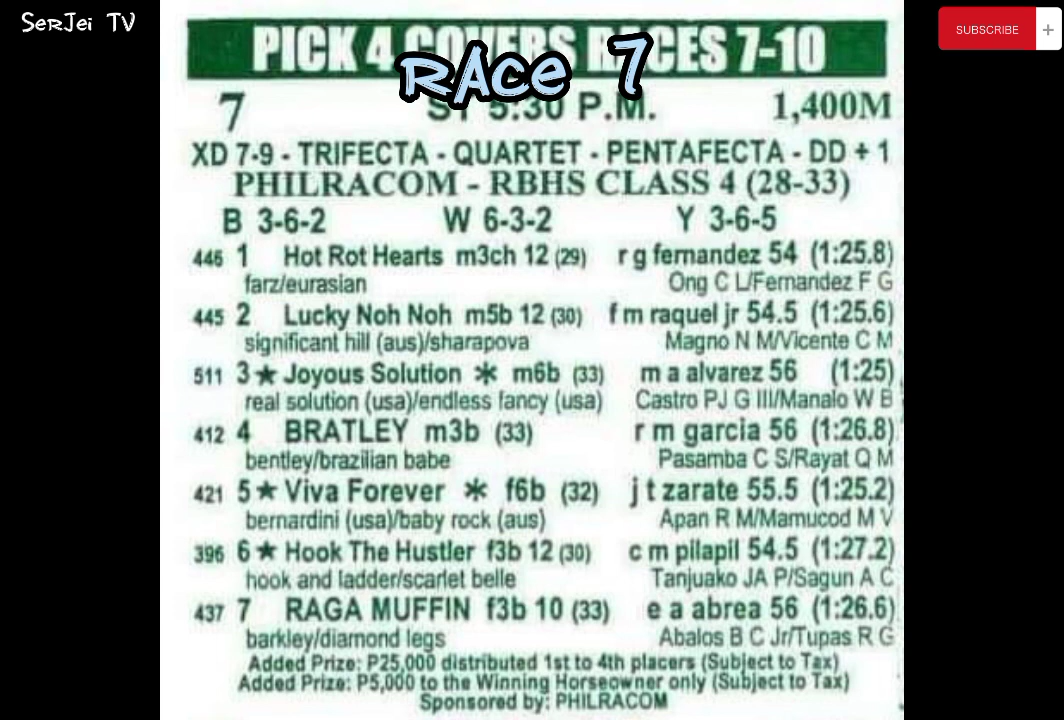 SerJei TV
SUBSCRIBE +
PICK 4 COVERS RACES 7-10
RACE 7
7 ST 5:30 P.M. 1,400M
XD 7-9 - TRIFECTA - QUARTET - PENTAFECTA - DD + 1
PHILRACOM - RBHS CLASS 4 (28-33)
B 3-6-2 W 6-3-2 Y 3-6-5
446 1 Hot Rot Hearts m3ch 12 (29) r g fernandez 54 (1:25.8)
farz/eurasian Ong C L/Fernandez F G
445 2 Lucky Noh Noh m5b 12 (30) f m raquel jr 54.5 (1:25.6)
significant hill (aus)/sharapova Magno N M/Vicente C M
511 3★ Joyous Solution * m6b (33) m a alvarez 56 (1:25)
real solution (usa)/endless fancy (usa) Castro PJ G III/Manalo W B
412 4 BRATLEY m3b (33) r m garcia 56 (1:26.8)
bentley/brazilian babe Pasamba C S/Rayat Q M
421 5★ Viva Forever * f6b (32) j t zarate 55.5 (1:25.2)
bernardini (usa)/baby rock (aus) Apan R M/Mamucod M V
396 6★ Hook The Hustler f3b 12 (30) c m pilapil 54.5 (1:27.2)
hook and ladder/scarlet belle Tanjuako JA P/Sagun A C
437 7 RAGA MUFFIN f3b 10 (33) e a abrea 56 (1:26.6)
barkley/diamond legs Abalos B C Jr/Tupas R G
Added Prize: P25,000 distributed 1st to 4th placers (Subject to Tax)
Added Prize: P5,000 to the Winning Horseowner only (Subject to Tax)
Sponsored by: PHILRACOM